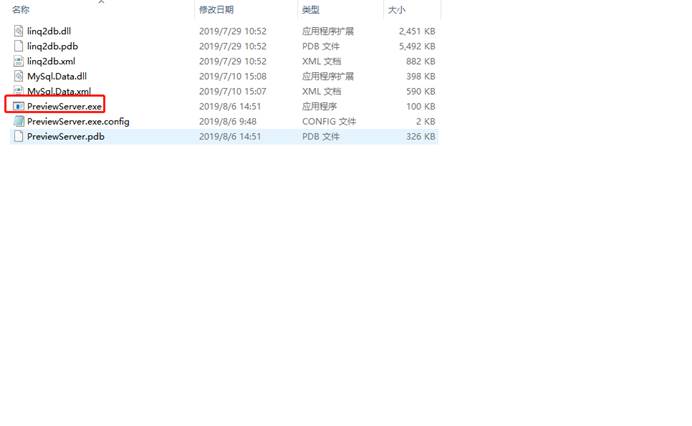 名称 修改日期 类型 大小
linq2db.dll 2019/7/29 10:52 应用程序扩展 2,451 KB
linq2db.pdb 2019/7/29 10:52 PDB 文件 5,492 KB
linq2db.xml 2019/7/29 10:52 XML 文档 882 KB
MySql.Data.dll 2019/7/10 15:08 应用程序扩展 398 KB
MySql.Data.xml 2019/7/10 15:07 XML 文档 590 KB
PreviewServer.exe 2019/8/6 14:51 应用程序 100 KB
PreviewServer.exe.config 2019/8/6 9:48 CONFIG 文件 2 KB
PreviewServer.pdb 2019/8/6 14:51 PDB 文件 326 KB